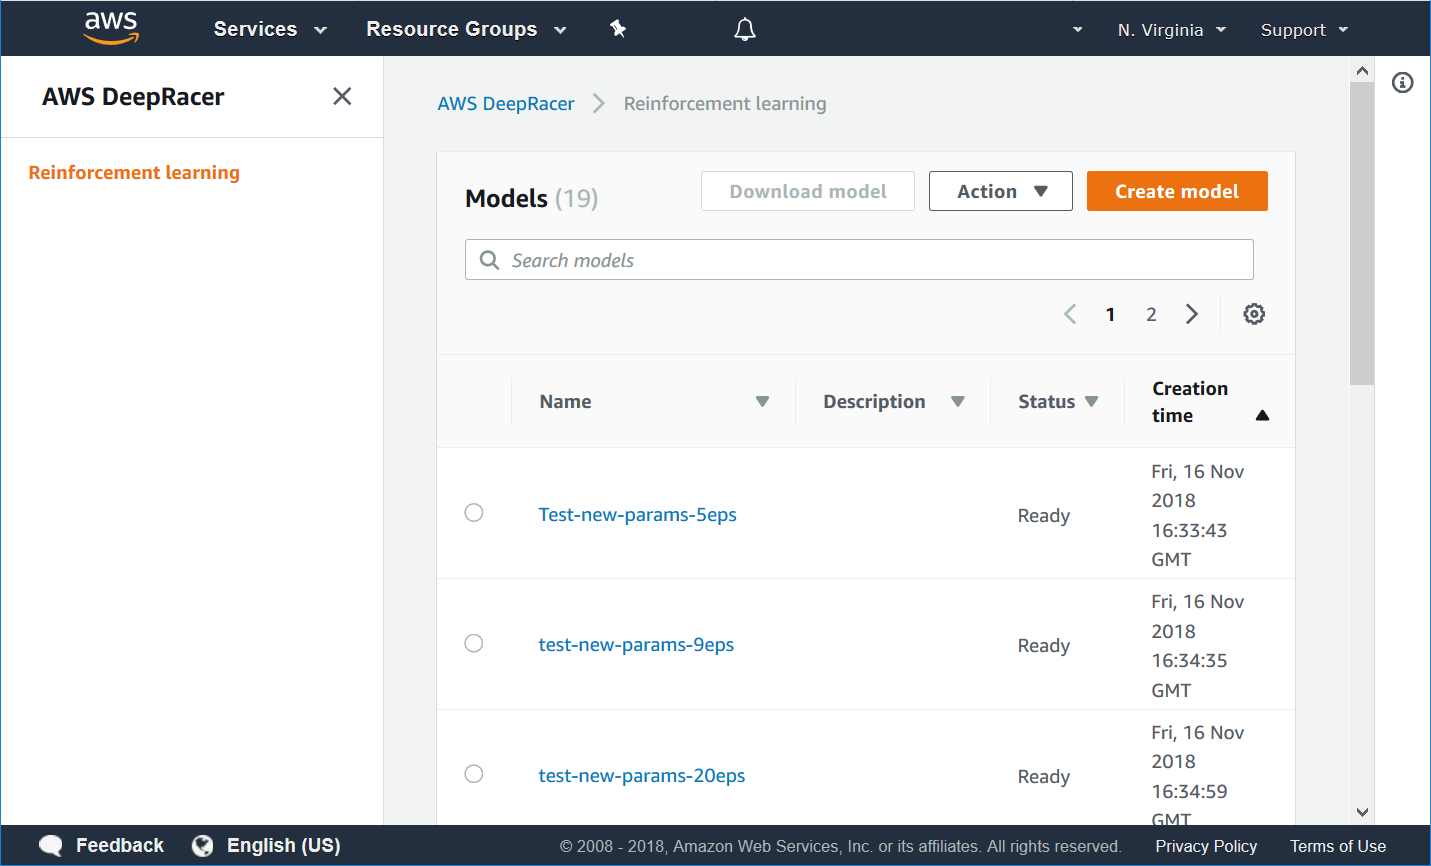 aws
Services
Resource Groups
N. Virginia
Support
AWS DeepRacer
Reinforcement learning
AWS DeepRacer
Reinforcement learning
Models (19)
Download model
Action
Create model
Search models
1
2
Name
Description
Status
Creation
time
Test-new-params-5eps
Ready
Fri, 16 Nov
2018
16:33:43
GMT
test-new-params-9eps
Ready
Fri, 16 Nov
2018
16:34:35
GMT
test-new-params-20eps
Ready
Fri, 16 Nov
2018
16:34:59
GMT
Feedback
English (US)
© 2008 - 2018, Amazon Web Services, Inc. or its affiliates. All rights reserved.
Privacy Policy
Terms of Use